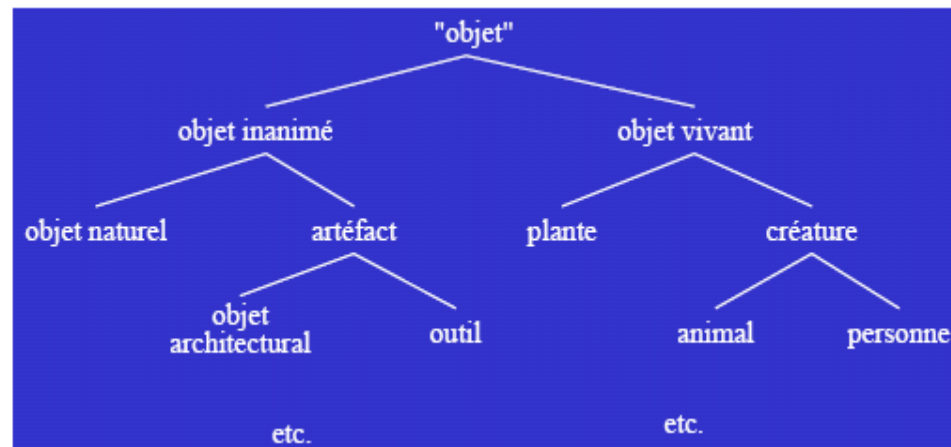 "objet"
objet inanimé objet vivant
objet naturel artéfact plante créature
objet
architectural outil animal personne
etc. etc.